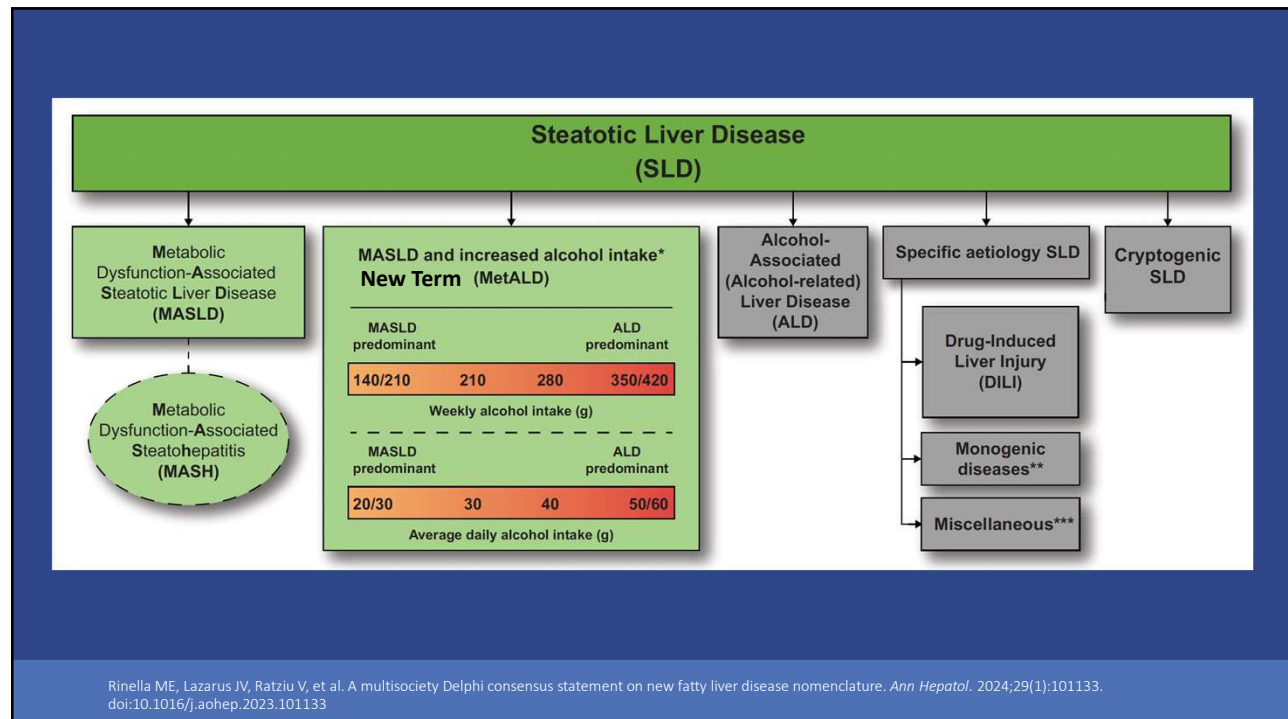 Steatotic Liver Disease
(SLD)
Metabolic
Dysfunction-Associated
Steatotic Liver Disease
(MASLD)
Metabolic
Dysfunction-Associated
Steatohepatitis
(MASH)
MASLD and increased alcohol intake*
New Term (MetALD)
MASLD predominant
ALD predominant
140/210 210 280 350/420
Weekly alcohol intake (g)
MASLD predominant
ALD predominant
20/30 30 40 50/60
Average daily alcohol intake (g)
Alcohol-
Associated
(Alcohol-related)
Liver Disease
(ALD)
Specific aetiology SLD
Drug-Induced
Liver Injury
(DILI)
Monogenic
diseases**
Miscellaneous***
Cryptogenic
SLD
Rinella ME, Lazarus JV, Ratziu V, et al. A multisociety Delphi consensus statement on new fatty liver disease nomenclature. Ann Hepatol. 2024;29(1):101133.
doi:10.1016/j.aohep.2023.101133